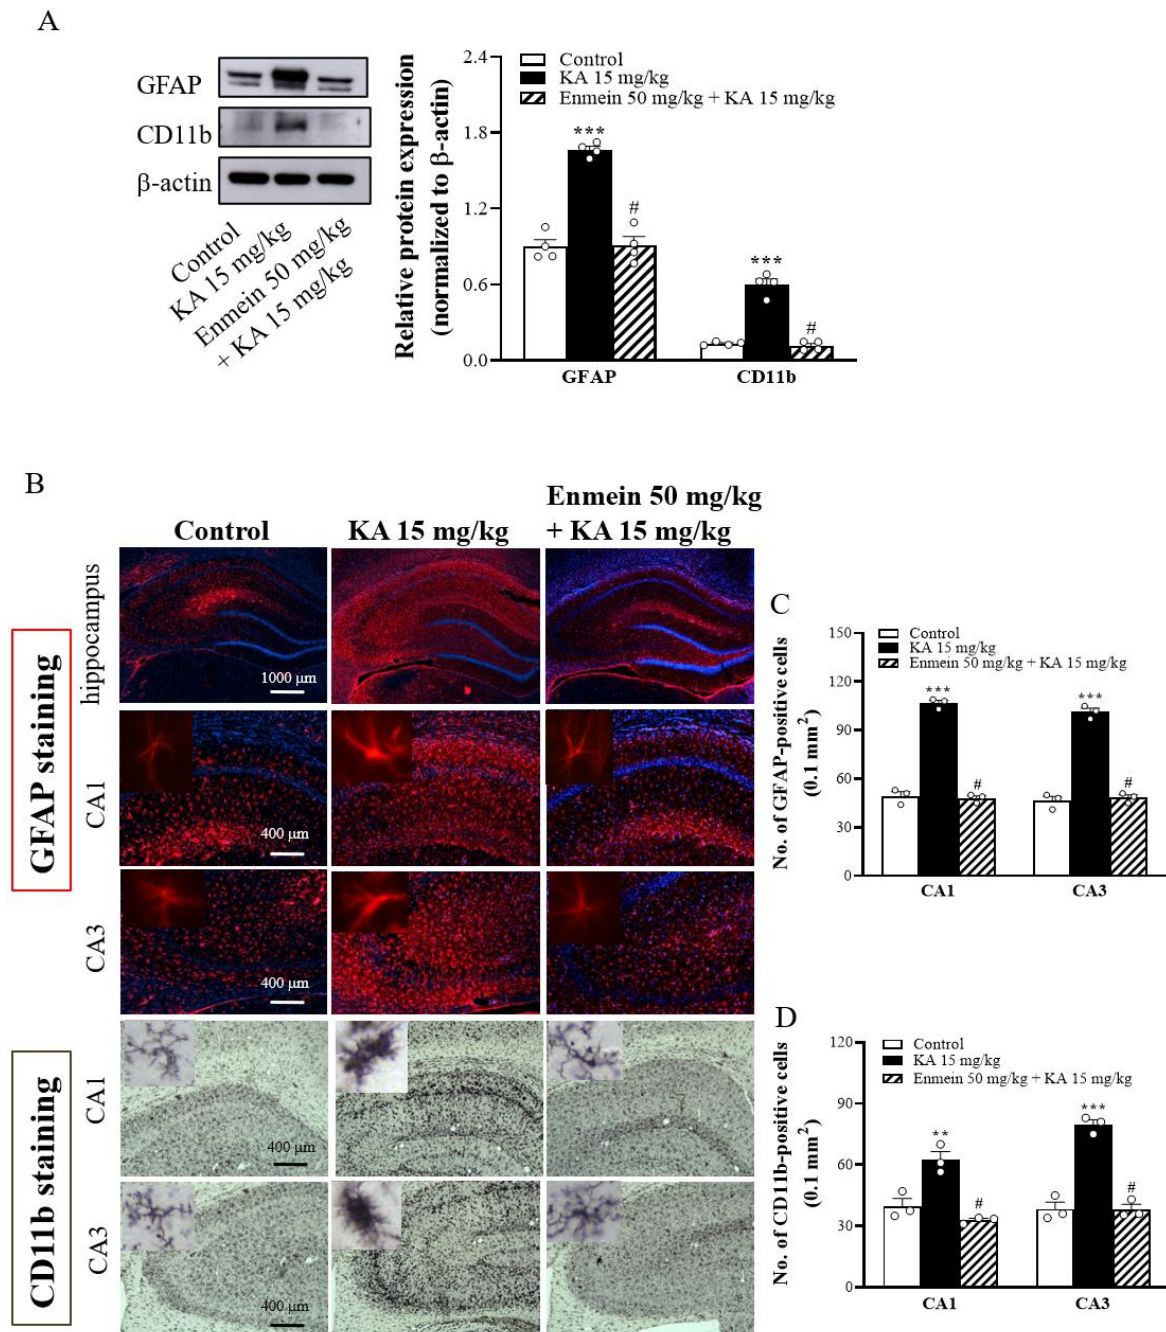 A
GFAP
CD11b
β-actin
Control
KA 15 mg/kg
Enmein 50 mg/kg
+ KA 15 mg/kg
Relative protein expression
(normalized to β-actin)
2.4
1.8
1.2
0.6
0.0
Control
KA 15 mg/kg
Enmein 50 mg/kg + KA 15 mg/kg
***
#
***
#
GFAP
CD11b
B
Control
KA 15 mg/kg
Enmein 50 mg/kg
+ KA 15 mg/kg
GFAP staining
hippocampus
1000 µm
CA1
400 µm
CA3
400 µm
CD11b staining
CA1
400 µm
CA3
400 µm
C
No. of GFAP-positive cells
(0.1 mm²)
150
120
90
60
30
0
Control
KA 15 mg/kg
Enmein 50 mg/kg + KA 15 mg/kg
***
#
***
#
CA1
CA3
D
No. of CD11b-positive cells
(0.1 mm²)
120
90
60
30
0
Control
KA 15 mg/kg
Enmein 50 mg/kg + KA 15 mg/kg
**
#
***
#
CA1
CA3